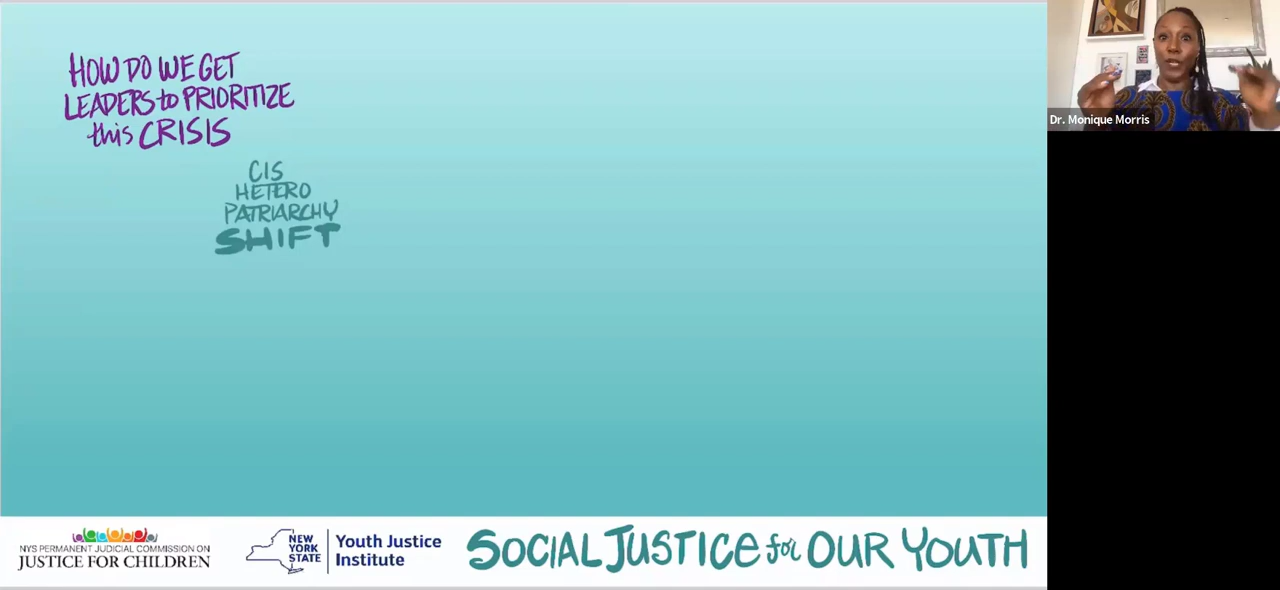 HOW DO WE GET
LEADERS to PRIORITIZE
this CRISIS
CIS
HETERO
PATRIARCHY
SHIFT
Dr. Monique Morris
NYS PERMANENT JUDICIAL COMMISSION ON
JUSTICE FOR CHILDREN
NEW
YORK
STATE
Youth Justice
Institute
SOCIAL JUSTICE for OUR YOUTH